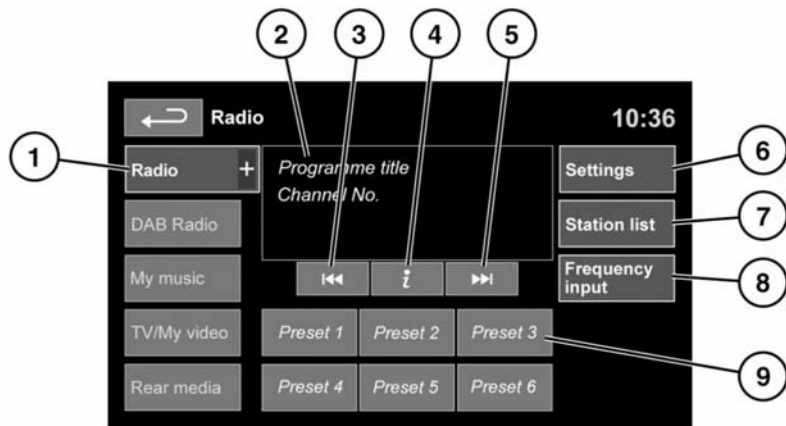 2 3 4 5
Radio 10:36
1
Radio +
Programme title
Channel No.
Settings
6
DAB Radio
Station list
7
My music
i
Frequency
input
8
TV/My video
Preset 1 Preset 2 Preset 3
9
Rear media
Preset 4 Preset 5 Preset 6